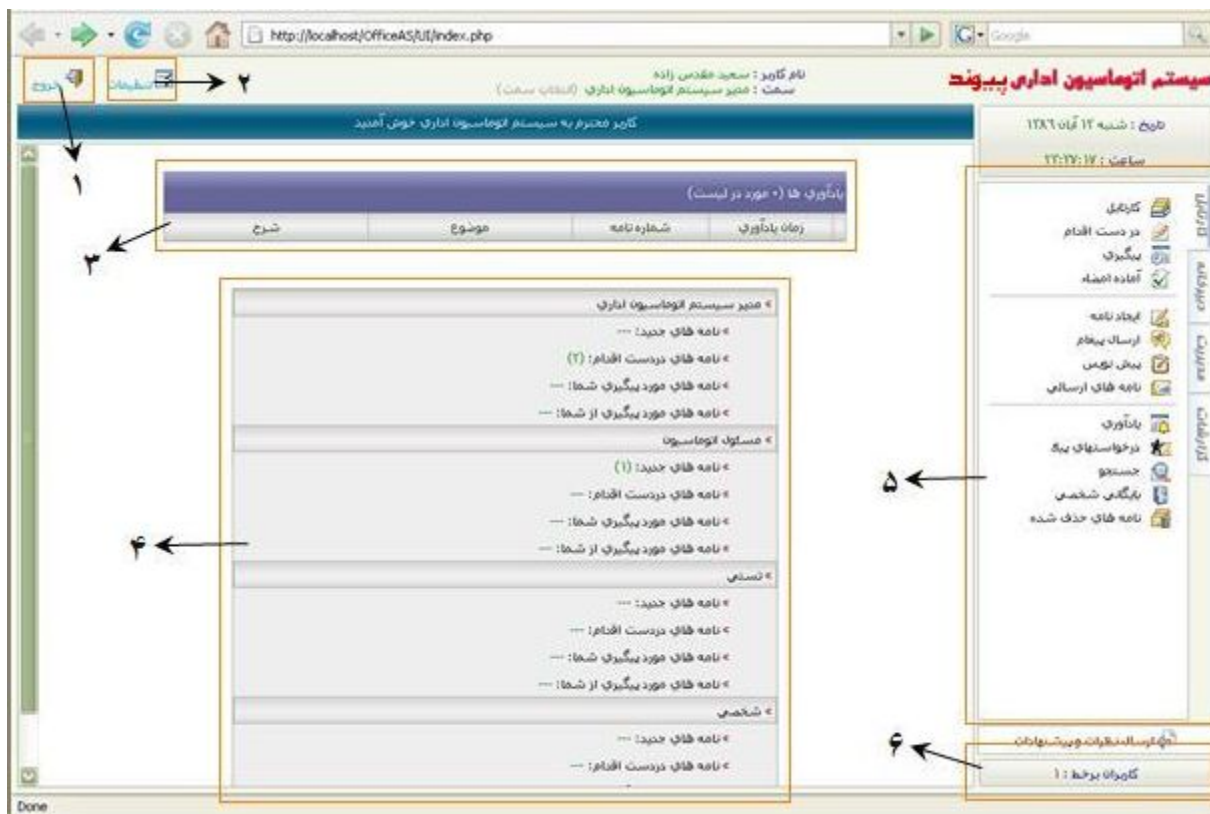 http://localhost/OfficeAS/UI/index.php
Google
سیستم اتوماسیون اداری پیوند
نام کاربر : سعید مقدس زاده
سمت : مدیر سیستم اتوماسیون اداری (انتخاب سمت)
تنظیمات
خروج
۲
۱
کاربر محترم به سیستم اتوماسیون اداری خوش آمدید
تاریخ : شنبه ۱۲ آبان ۱۳۸۶
ساعت : ۲۳:۲۷:۱۷
کارتابل
دبیرخانه
مدیریت
گزارشات
کارتابل
در دست اقدام
پیگیری
آماده امضاء
ایجاد نامه
ارسال پیغام
پیش نویس
نامه های ارسالی
یادآوری
درخواستهای پیک
جستجو
بایگانی شخصی
نامه های حذف شده
۵
یادآوری ها (۰ مورد در لیست)
زمان یادآوری شماره نامه موضوع شرح
۳
» مدیر سیستم اتوماسیون اداری
» نامه های جدید: ---
» نامه های دردست اقدام: (۲)
» نامه های مورد پیگیری شما: ---
» نامه های مورد پیگیری از شما: ---
» مسئول اتوماسیون
» نامه های جدید: (۱)
» نامه های دردست اقدام: ---
» نامه های مورد پیگیری شما: ---
» نامه های مورد پیگیری از شما: ---
» تستی
» نامه های جدید: ---
» نامه های دردست اقدام: ---
» نامه های مورد پیگیری شما: ---
» نامه های مورد پیگیری از شما: ---
» شخصی
» نامه های جدید: ---
» نامه های دردست اقدام: ---
۴
ارسال نظرات و پیشنهادات
کاربران برخط : ۱
۶
Done